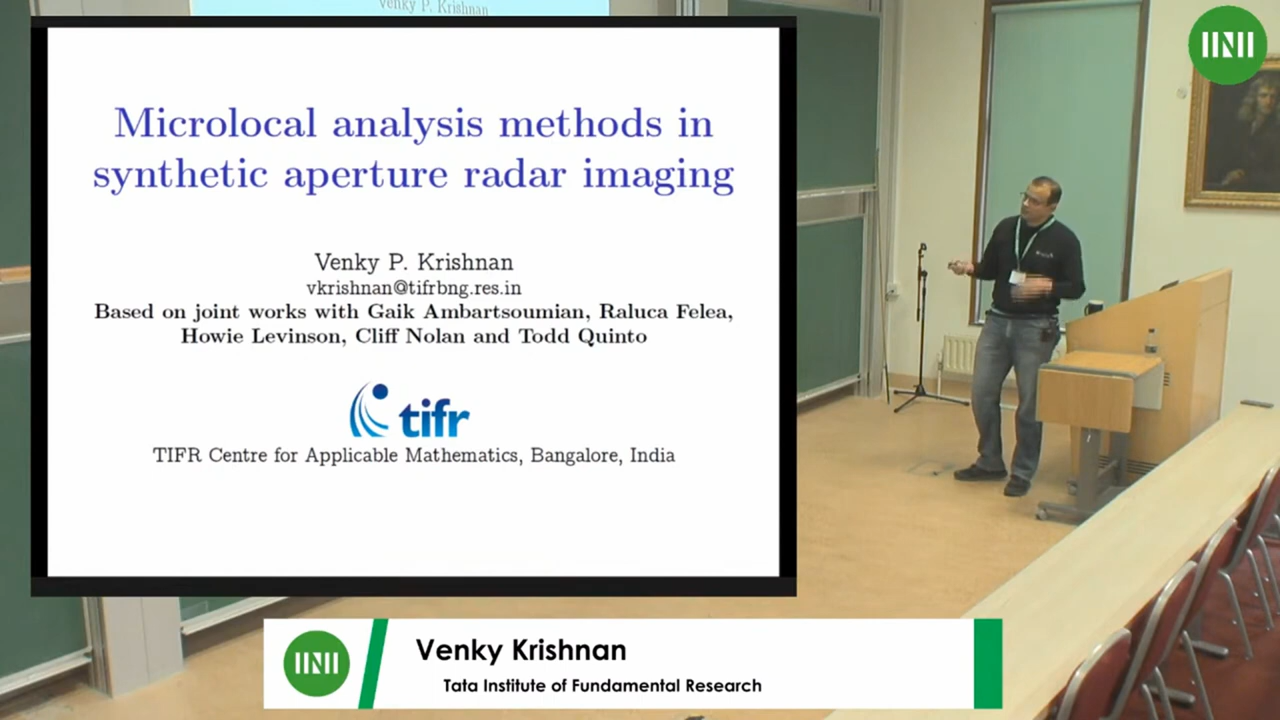 Venky P. Krishnan
Microlocal analysis methods in
synthetic aperture radar imaging
Venky P. Krishnan
vkrishnan@tifrbng.res.in
Based on joint works with Gaik Ambartsoumian, Raluca Felea,
Howie Levinson, Cliff Nolan and Todd Quinto
tifr
TIFR Centre for Applicable Mathematics, Bangalore, India
Venky Krishnan
Tata Institute of Fundamental Research